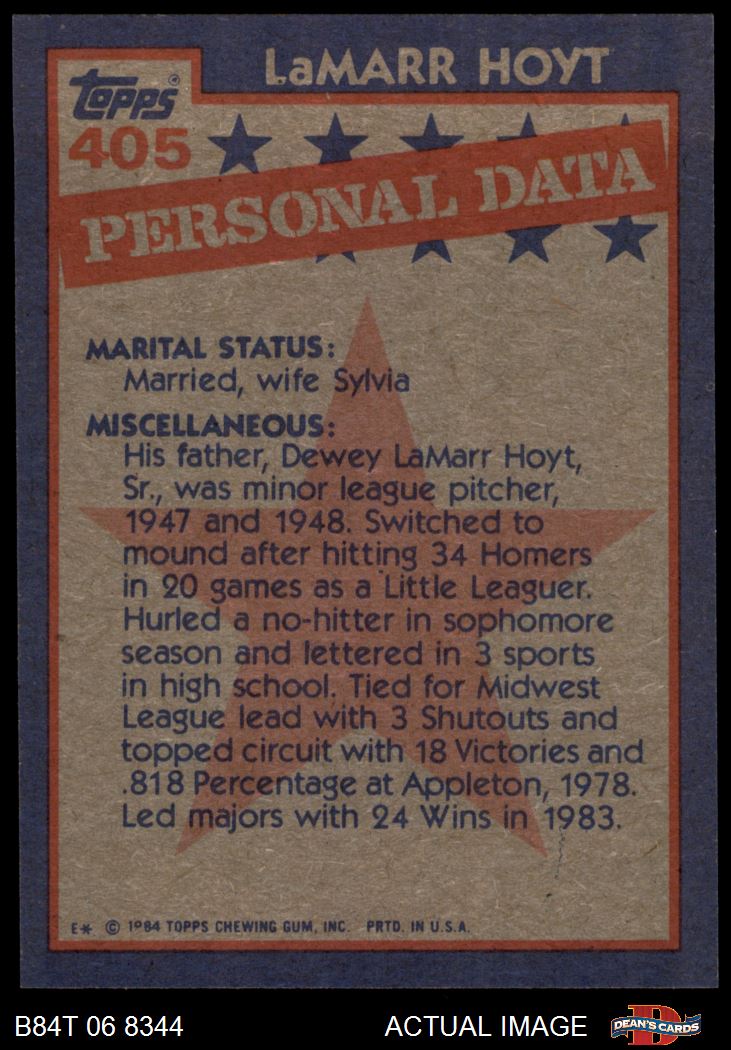 LaMARR HOYT
Topps©
405
PERSONAL DATA
MARITAL STATUS:
Married, wife Sylvia
MISCELLANEOUS:
His father, Dewey LaMarr Hoyt,
Sr., was minor league pitcher,
1947 and 1948. Switched to
mound after hitting 34 Homers
in 20 games as a Little Leaguer.
Hurled a no-hitter in sophomore
season and lettered in 3 sports
in high school. Tied for Midwest
League lead with 3 Shutouts and
topped circuit with 18 Victories and
.818 Percentage at Appleton, 1978.
Led majors with 24 Wins in 1983.
E* © 1984 TOPPS CHEWING GUM, INC. PRTD. IN U.S.A.
B84T 06 8344 ACTUAL IMAGE DEAN'S CARDS